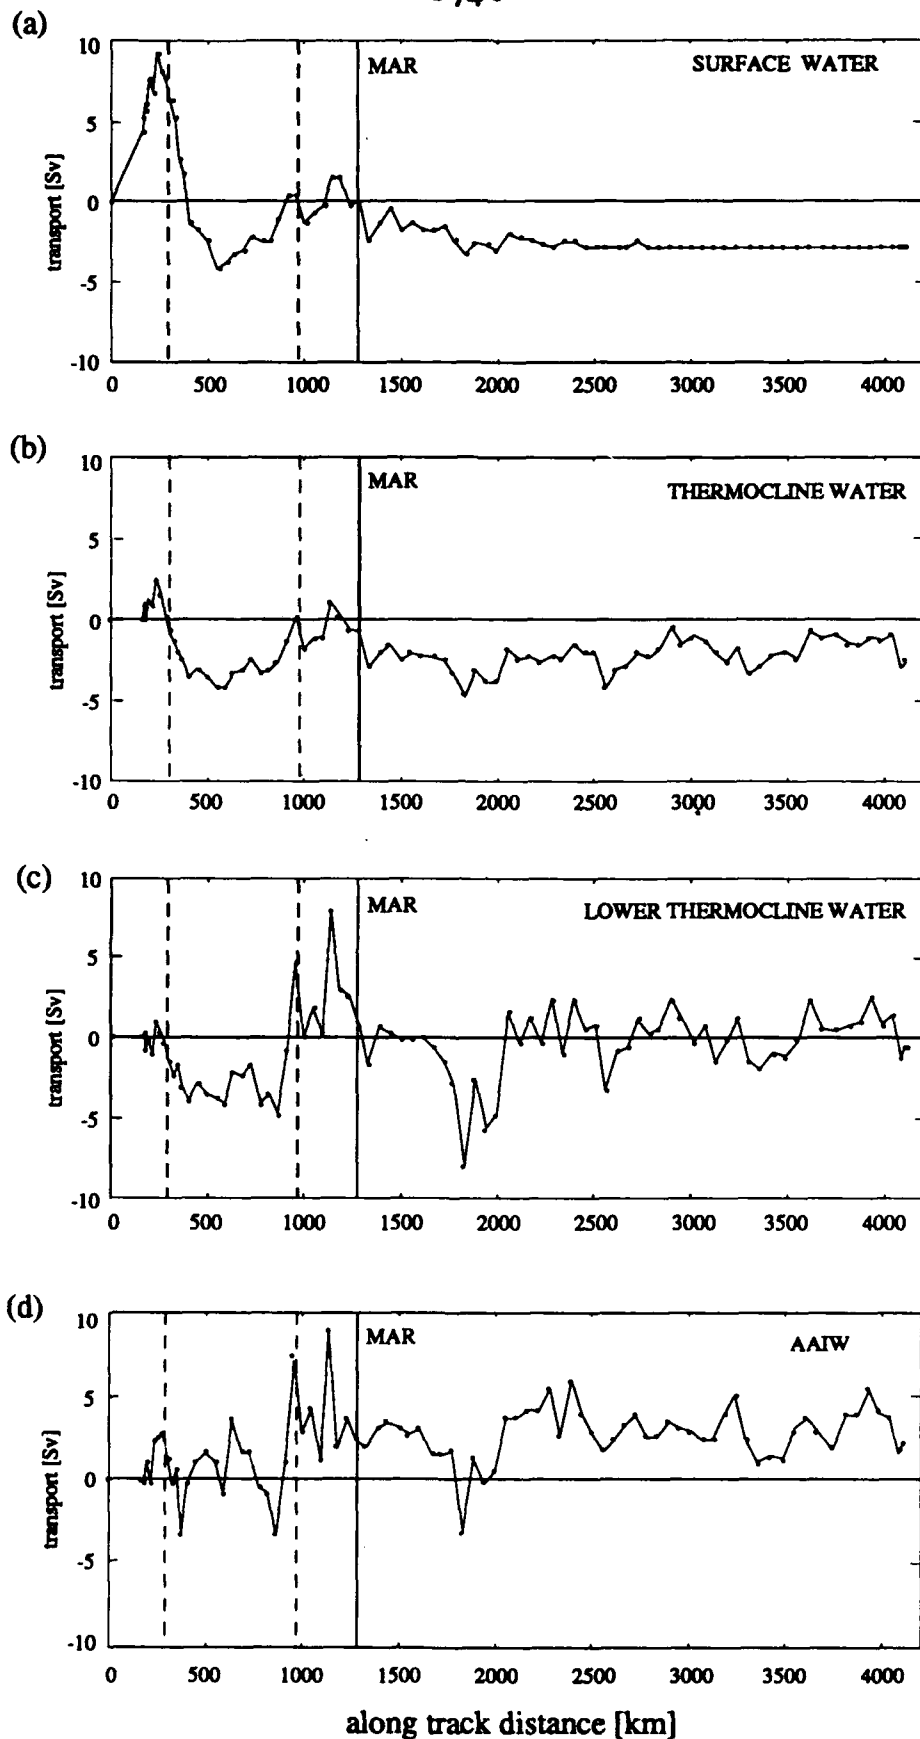 (a)
10
5
0
-5
-10
transport [Sv]
MAR
SURFACE WATER
0 500 1000 1500 2000 2500 3000 3500 4000
(b)
10
5
0
-5
-10
transport [Sv]
MAR
THERMOCLINE WATER
0 500 1000 1500 2000 2500 3000 3500 4000
(c)
10
5
0
-5
-10
transport [Sv]
MAR
LOWER THERMOCLINE WATER
0 500 1000 1500 2000 2500 3000 3500 4000
(d)
10
5
0
-5
-10
transport [Sv]
MAR
AAIW
0 500 1000 1500 2000 2500 3000 3500 4000
along track distance [km]